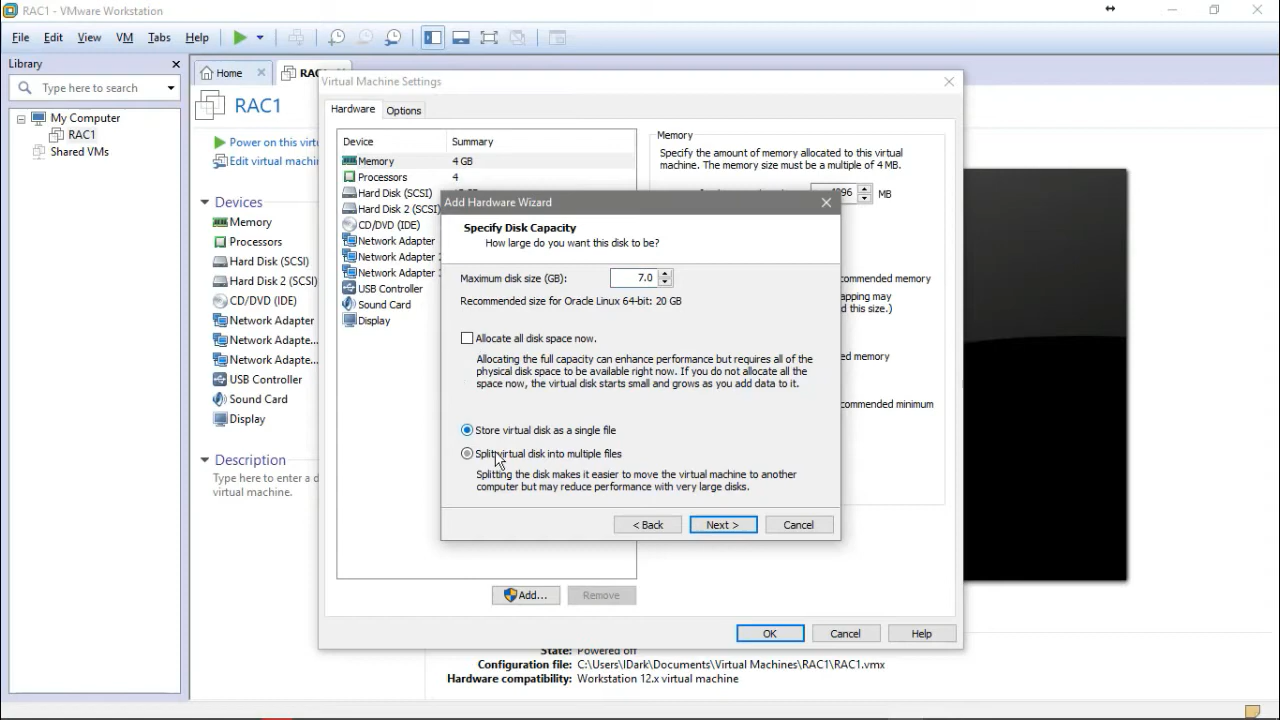 RAC1 - VMware Workstation
File Edit View VM Tabs Help
Library
Type here to search
My Computer
RAC1
Shared VMs
Home
RAC1
Power on this virt
Edit virtual machin
Devices
Memory
Processors
Hard Disk (SCSI)
Hard Disk 2 (SCSI)
CD/DVD (IDE)
Network Adapter
Network Adapte...
Network Adapte...
USB Controller
Sound Card
Display
Description
Type here to enter a d
virtual machine.
Virtual Machine Settings
Hardware Options
Device Summary
Memory 4 GB
Processors 4
Hard Disk (SCSI)
Hard Disk 2 (SCSI)
CD/DVD (IDE)
Network Adapter
Network Adapter 2
Network Adapter
USB Controller
Sound Card
Display
Add... Remove
Memory
Specify the amount of memory allocated to this virtual
machine. The memory size must be a multiple of 4 MB.
4096 MB
commended memory
apping may
d this size.)
ed memory
commended minimum
OK Cancel Help
Add Hardware Wizard
Specify Disk Capacity
How large do you want this disk to be?
Maximum disk size (GB): 7.0
Recommended size for Oracle Linux 64-bit: 20 GB
Allocate all disk space now.
Allocating the full capacity can enhance performance but requires all of the
physical disk space to be available right now. If you do not allocate all the
space now, the virtual disk starts small and grows as you add data to it.
Store virtual disk as a single file
Split virtual disk into multiple files
Splitting the disk makes it easier to move the virtual machine to another
computer but may reduce performance with very large disks.
< Back Next > Cancel
State: Powered off
Configuration file: C:\Users\IDark\Documents\Virtual Machines\RAC1\RAC1.vmx
Hardware compatibility: Workstation 12.x virtual machine